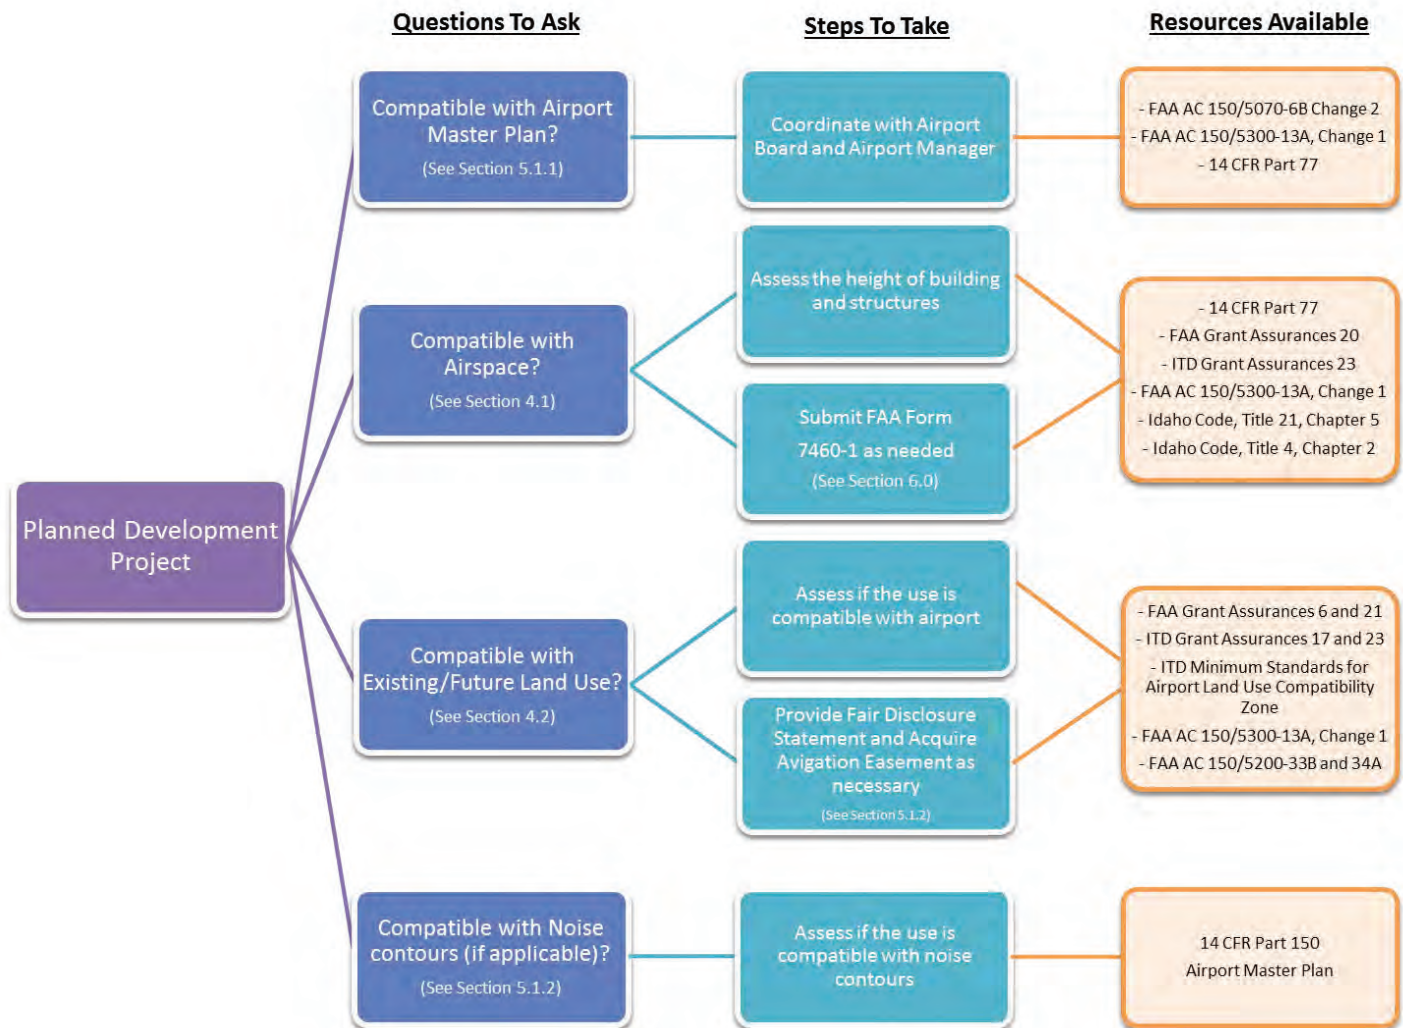 Questions To Ask
Steps To Take
Resources Available
Planned Development
Project
Compatible with Airport
Master Plan?
(See Section 5.1.1)
Coordinate with Airport
Board and Airport Manager
- FAA AC 150/5070-6B Change 2
- FAA AC 150/5300-13A, Change 1
- 14 CFR Part 77
Compatible with
Airspace?
(See Section 4.1)
Assess the height of building
and structures
Submit FAA Form
7460-1 as needed
(See Section 6.0)
- 14 CFR Part 77
- FAA Grant Assurances 20
- ITD Grant Assurances 23
- FAA AC 150/5300-13A, Change 1
- Idaho Code, Title 21, Chapter 5
- Idaho Code, Title 4, Chapter 2
Compatible with
Existing/Future Land Use?
(See Section 4.2)
Assess if the use is
compatible with airport
Provide Fair Disclosure
Statement and Acquire
Avigation Easement as
necessary
(See Section 5.1.2)
- FAA Grant Assurances 6 and 21
- ITD Grant Assurances 17 and 23
- ITD Minimum Standards for
Airport Land Use Compatibility
Zone
- FAA AC 150/5300-13A, Change 1
- FAA AC 150/5200-33B and 34A
Compatible with Noise
contours (if applicable)?
(See Section 5.1.2)
Assess if the use is
compatible with noise
contours
14 CFR Part 150
Airport Master Plan